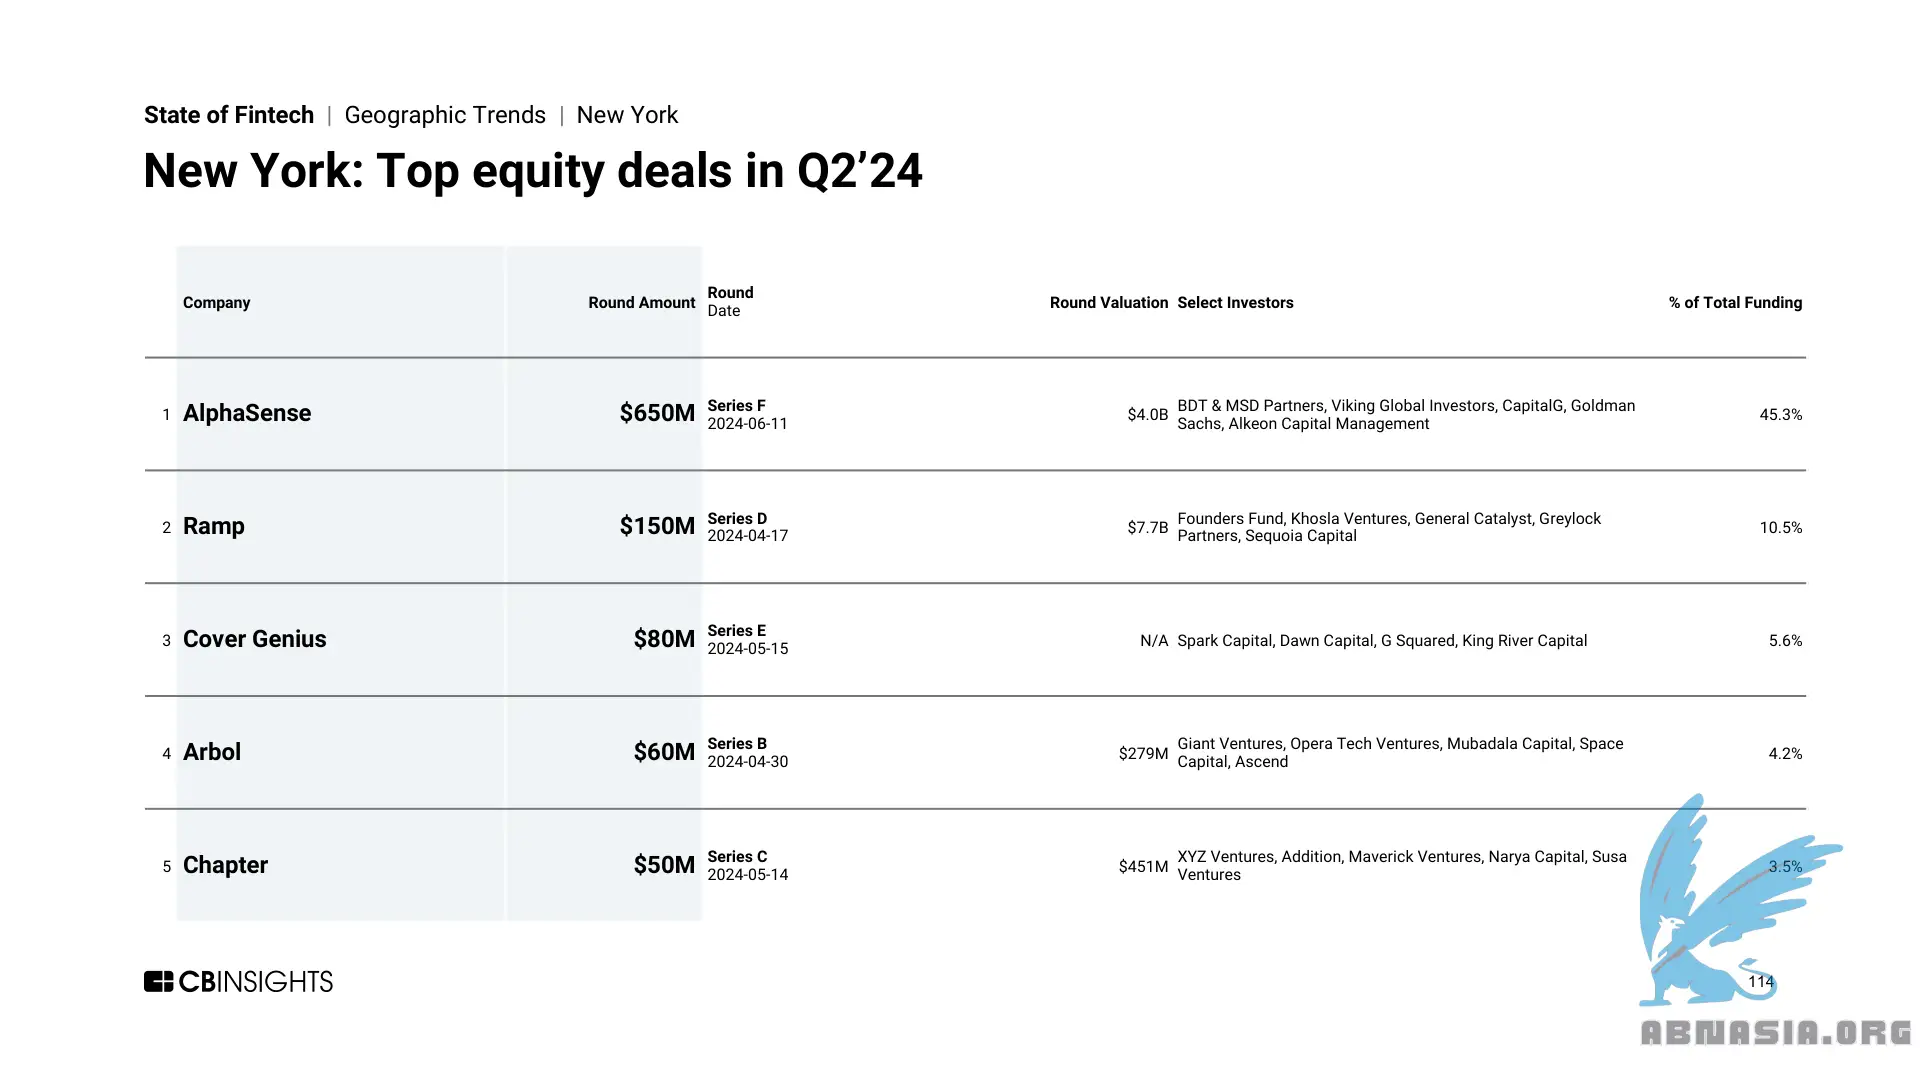 State of Fintech | Geographic Trends | New York
New York: Top equity deals in Q2’24
Company Round Amount Round Date Round Valuation Select Investors % of Total Funding
1 AlphaSense $650M Series F 2024-06-11 $4.0B BDT & MSD Partners, Viking Global Investors, CapitalG, Goldman Sachs, Alkeon Capital Management 45.3%
2 Ramp $150M Series D 2024-04-17 $7.7B Founders Fund, Khosla Ventures, General Catalyst, Greylock Partners, Sequoia Capital 10.5%
3 Cover Genius $80M Series E 2024-05-15 N/A Spark Capital, Dawn Capital, G Squared, King River Capital 5.6%
4 Arbol $60M Series B 2024-04-30 $279M Giant Ventures, Opera Tech Ventures, Mubadala Capital, Space Capital, Ascend 4.2%
5 Chapter $50M Series C 2024-05-14 $451M XYZ Ventures, Addition, Maverick Ventures, Narya Capital, Susa Ventures 3.5%
CBINSIGHTS
114
ABNASIA.ORG